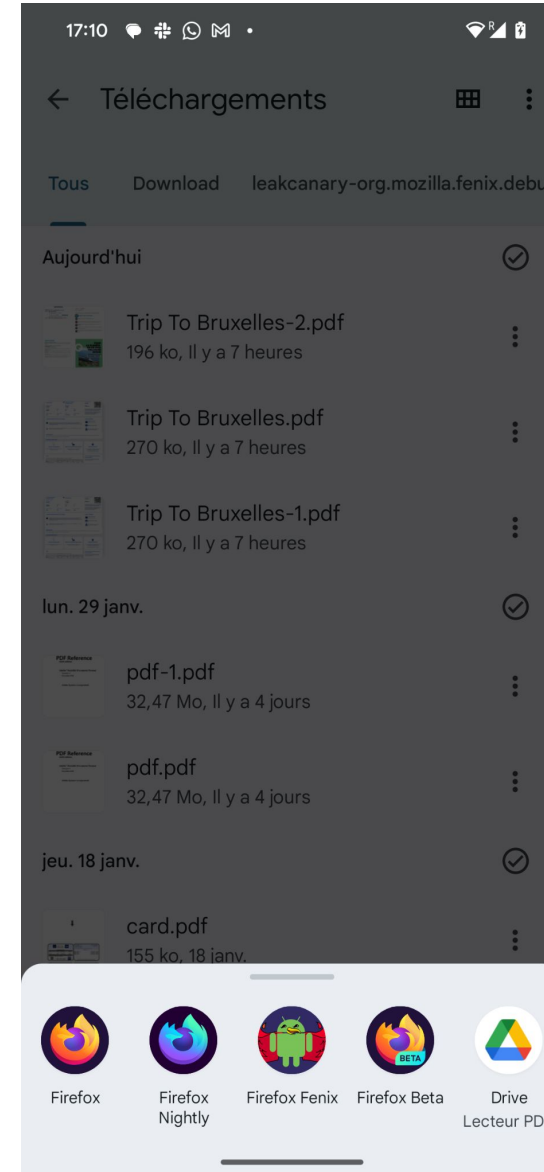 17:10
R
Téléchargements
Tous Download leakcanary-org.mozilla.fenix.debu
Aujourd'hui
Trip To Bruxelles-2.pdf
196 ko, Il y a 7 heures
Trip To Bruxelles.pdf
270 ko, Il y a 7 heures
Trip To Bruxelles-1.pdf
270 ko, Il y a 7 heures
lun. 29 janv.
PDF Reference
pdf-1.pdf
32,47 Mo, Il y a 4 jours
PDF Reference
pdf.pdf
32,47 Mo, Il y a 4 jours
jeu. 18 janv.
card.pdf
155 ko, 18 janv.
BETA
Firefox Firefox Firefox Fenix Firefox Beta Drive
Nightly Lecteur PD